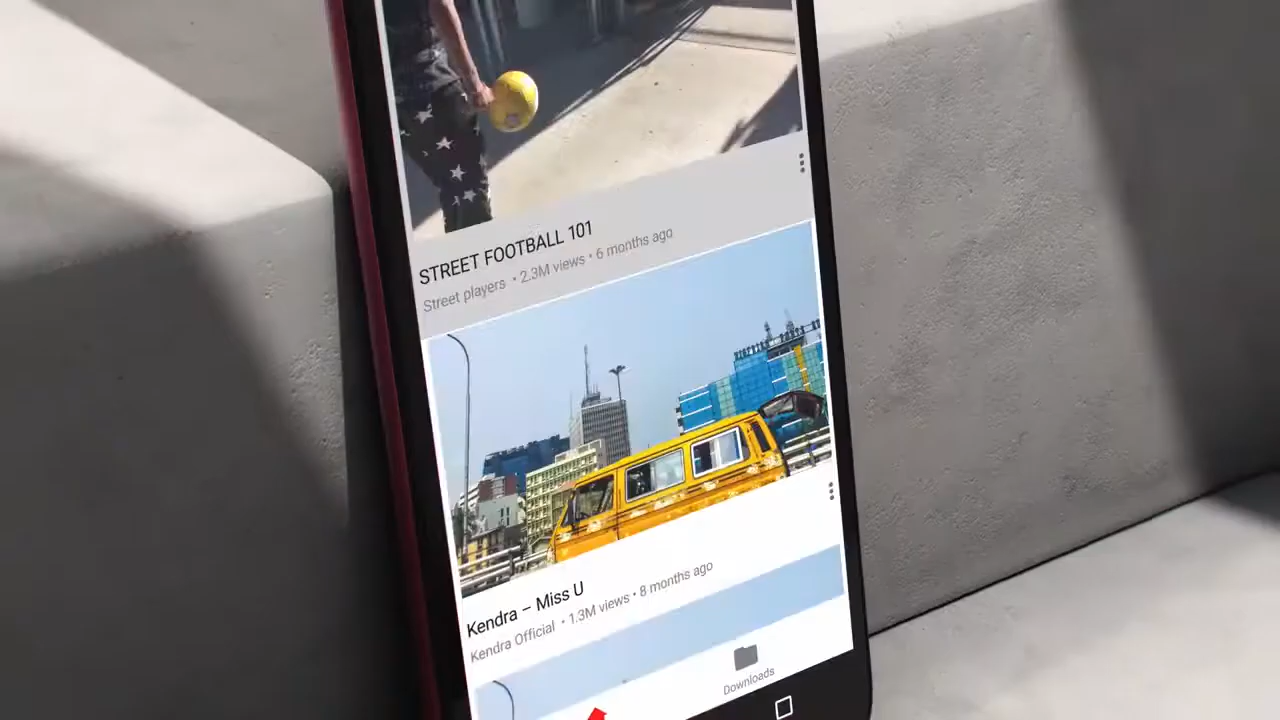 STREET FOOTBALL 101
Street players • 2.3M views • 6 months ago
Kendra – Miss U
Kendra Official • 1.3M views • 8 months ago
Downloads